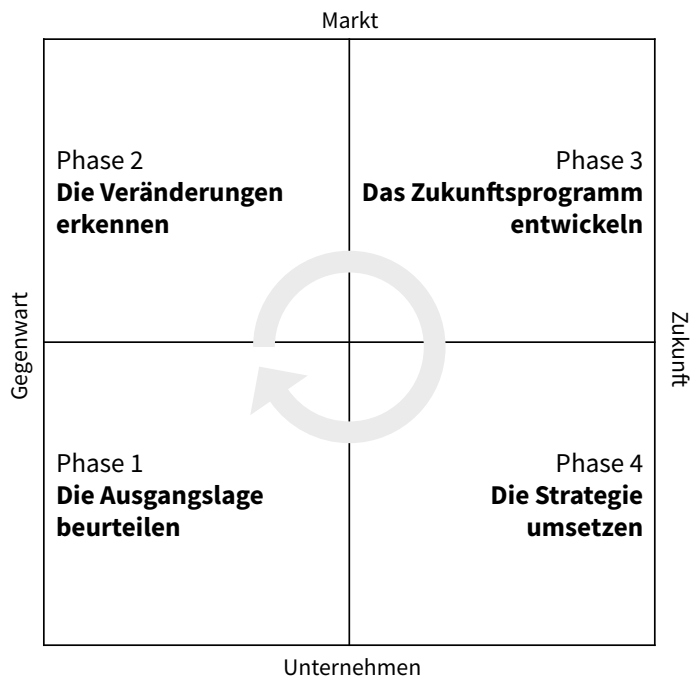 Markt
Phase 2
Die Veränderungen
erkennen
Phase 3
Das Zukunftsprogramm
entwickeln
Gegenwart
Zukunft
Phase 1
Die Ausgangslage
beurteilen
Phase 4
Die Strategie
umsetzen
Unternehmen